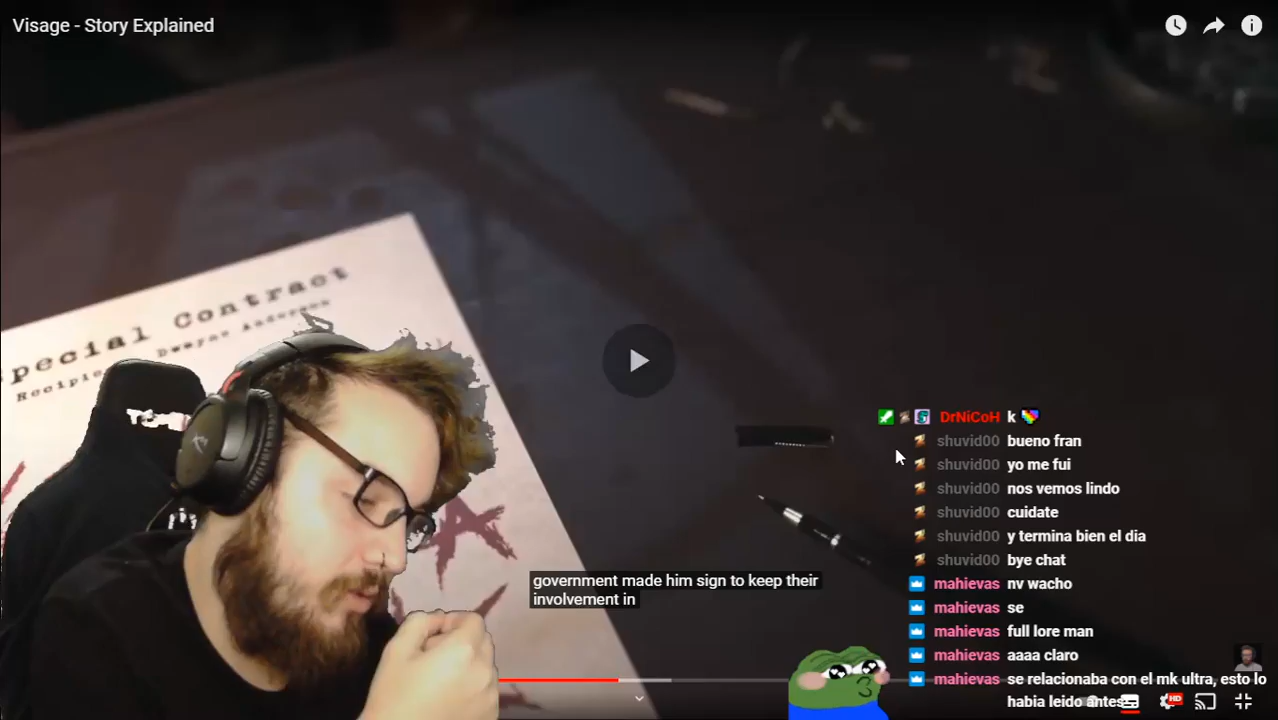 Visage - Story Explained
Special Contract
Dwayne Anderson
government made him sign to keep their
involvement in
DrNiCoH k
shuvid00 bueno fran
shuvid00 yo me fui
shuvid00 nos vemos lindo
shuvid00 cuidate
shuvid00 y termina bien el dia
shuvid00 bye chat
mahievas nv wacho
mahievas se
mahievas full lore man
mahievas aaaa claro
mahievas se relacionaba con el mk ultra, esto lo
habia leido antes
HD